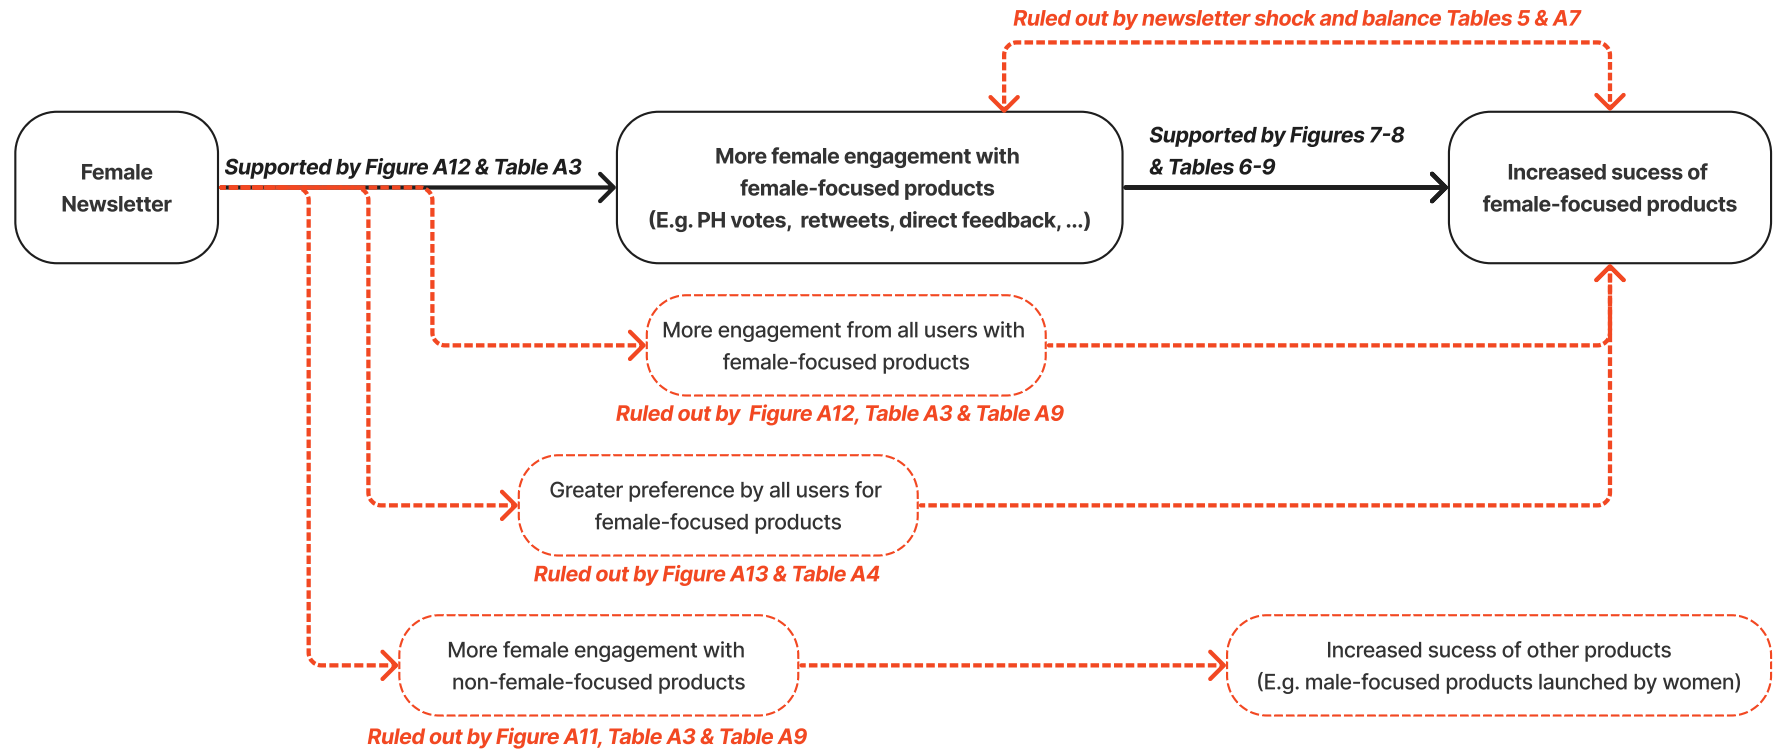 Ruled out by newsletter shock and balance Tables 5 & A7
Female
Newsletter
Supported by Figure A12 & Table A3
More female engagement with
female-focused products
(E.g. PH votes, retweets, direct feedback, ...)
Supported by Figures 7-8
& Tables 6-9
Increased sucess of
female-focused products
More engagement from all users with
female-focused products
Ruled out by Figure A12, Table A3 & Table A9
Greater preference by all users for
female-focused products
Ruled out by Figure A13 & Table A4
More female engagement with
non-female-focused products
Ruled out by Figure A11, Table A3 & Table A9
Increased sucess of other products
(E.g. male-focused products launched by women)